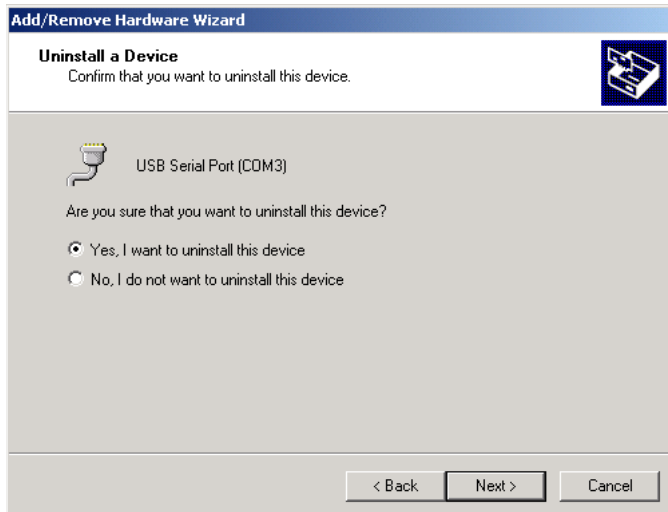 Add/Remove Hardware Wizard
Uninstall a Device
Confirm that you want to uninstall this device.
USB Serial Port (COM3)
Are you sure that you want to uninstall this device?
Yes, I want to uninstall this device
No, I do not want to uninstall this device
< Back Next > Cancel